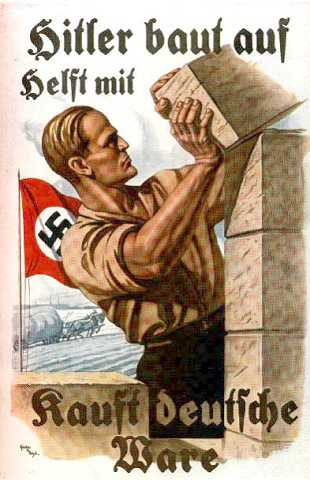 Hitler baut auf
Helft mit
Kauft deutsche
Ware